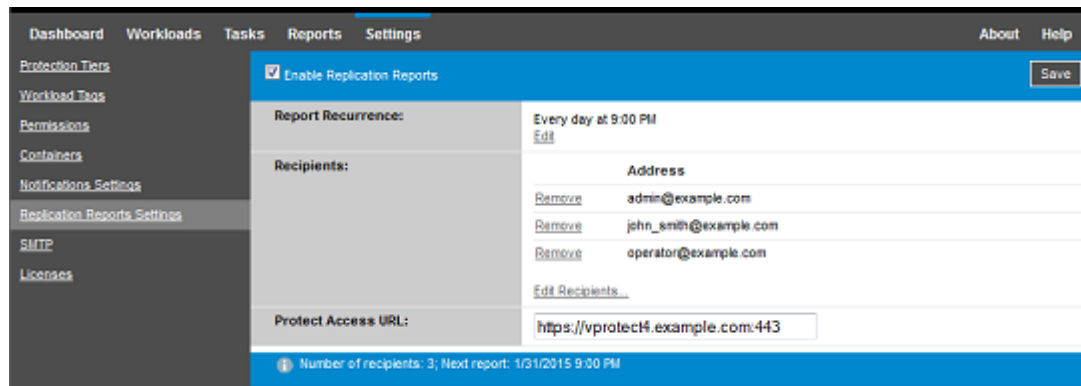 Dashboard Workloads Tasks Reports Settings About Help
Protection Tiers
Workload Tags
Permissions
Containers
Notifications Settings
Replication Reports Settings
SMTP
Licenses
Enable Replication Reports Save
Report Recurrence: Every day at 9:00 PM
Edit
Recipients:
Address
Remove admin@example.com
Remove john_smith@example.com
Remove operator@example.com
Edit Recipients...
Protect Access URL: https://vprotect4.example.com:443
Number of recipients: 3; Next report: 1/31/2015 9:00 PM